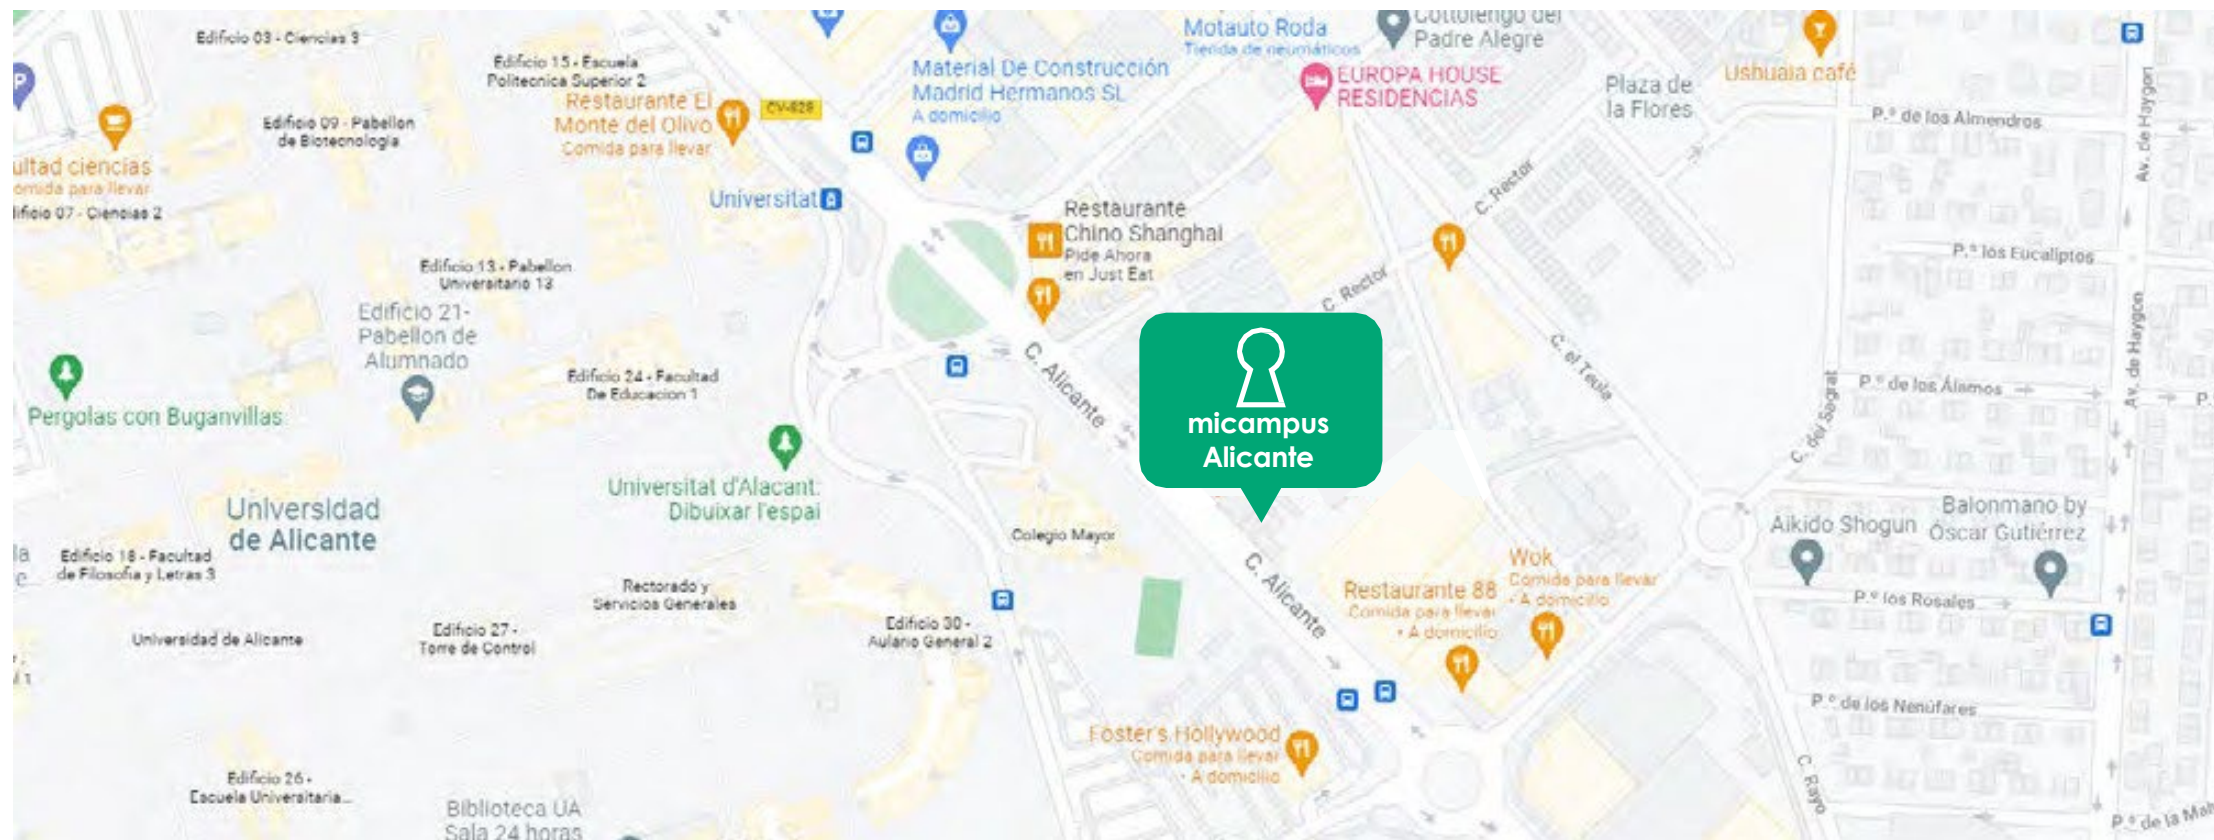 Edificio 03 - Ciencias 3
Edificio 15 - Escuela
Politecnica Superior 2
Restaurante El
Monte del Olivo
Comida para llevar
CV-828
Edificio 09 - Pabellon
de Biotecnologia
ultad ciencias
omida para llevar
ificio 07 - Ciencias 2
Material De Construcción
Madrid Hermanos SL
A domicilio
Motauto Roda
Tienda de neumáticos
Cottolengo del
Padre Alegre
EUROPA HOUSE
RESIDENCIAS
Plaza de
la Flores
Ushuaia café
P.º de los Almendros
Av. de Haygon
Universitat
Restaurante
Chino Shanghai
Pide Ahora
en Just Eat
C. Rector
C. Rector
P.º los Eucaliptos
Edificio 13 - Pabellon
Universitario 13
Edificio 21-
Pabellon de
Alumnado
Edificio 24 - Facultad
De Educacion 1
Pergolas con Buganvillas
C. Alicante
micampus
Alicante
C. el Teula
C. del Sagrat
P.º de los Álamos
Av. de Haygon
P.
Universitat d'Alacant.
Dibuixar l'espai
Universidad
de Alicante
Colegio Mayor
Aikido Shogun
Balonmano by
Óscar Gutiérrez
la
e
Edificio 18 - Facultad
de Filosofia y Letras 3
Rectorado y
Servicios Generales
C. Alicante
Restaurante 88
Comida para llevar
• A domicilio
Wok
Comida para llevar
• A domicilio
P.º los Rosales
Universidad de Alicante
Edificio 27 -
Torre de Control
Edificio 30 -
Aulario General 2
P.º de los Nenúfares
Foster's Hollywood
Comida para llevar
• A domicilio
Edificio 26 -
Escuela Universitaria...
Biblioteca UA
Sala 24 horas
C. Rayo
P.º de la Mal